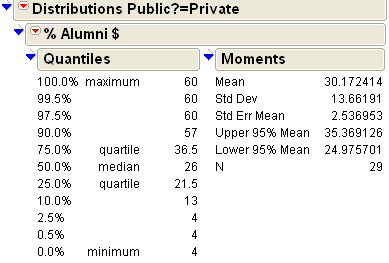 Distributions Public?=Private
% Alumni $
Quantiles
100.0% maximum 60
99.5% 60
97.5% 60
90.0% 57
75.0% quartile 36.5
50.0% median 26
25.0% quartile 21.5
10.0% 13
2.5% 4
0.5% 4
0.0% minimum 4
Moments
Mean 30.172414
Std Dev 13.66191
Std Err Mean 2.536953
Upper 95% Mean 35.369126
Lower 95% Mean 24.975701
N 29